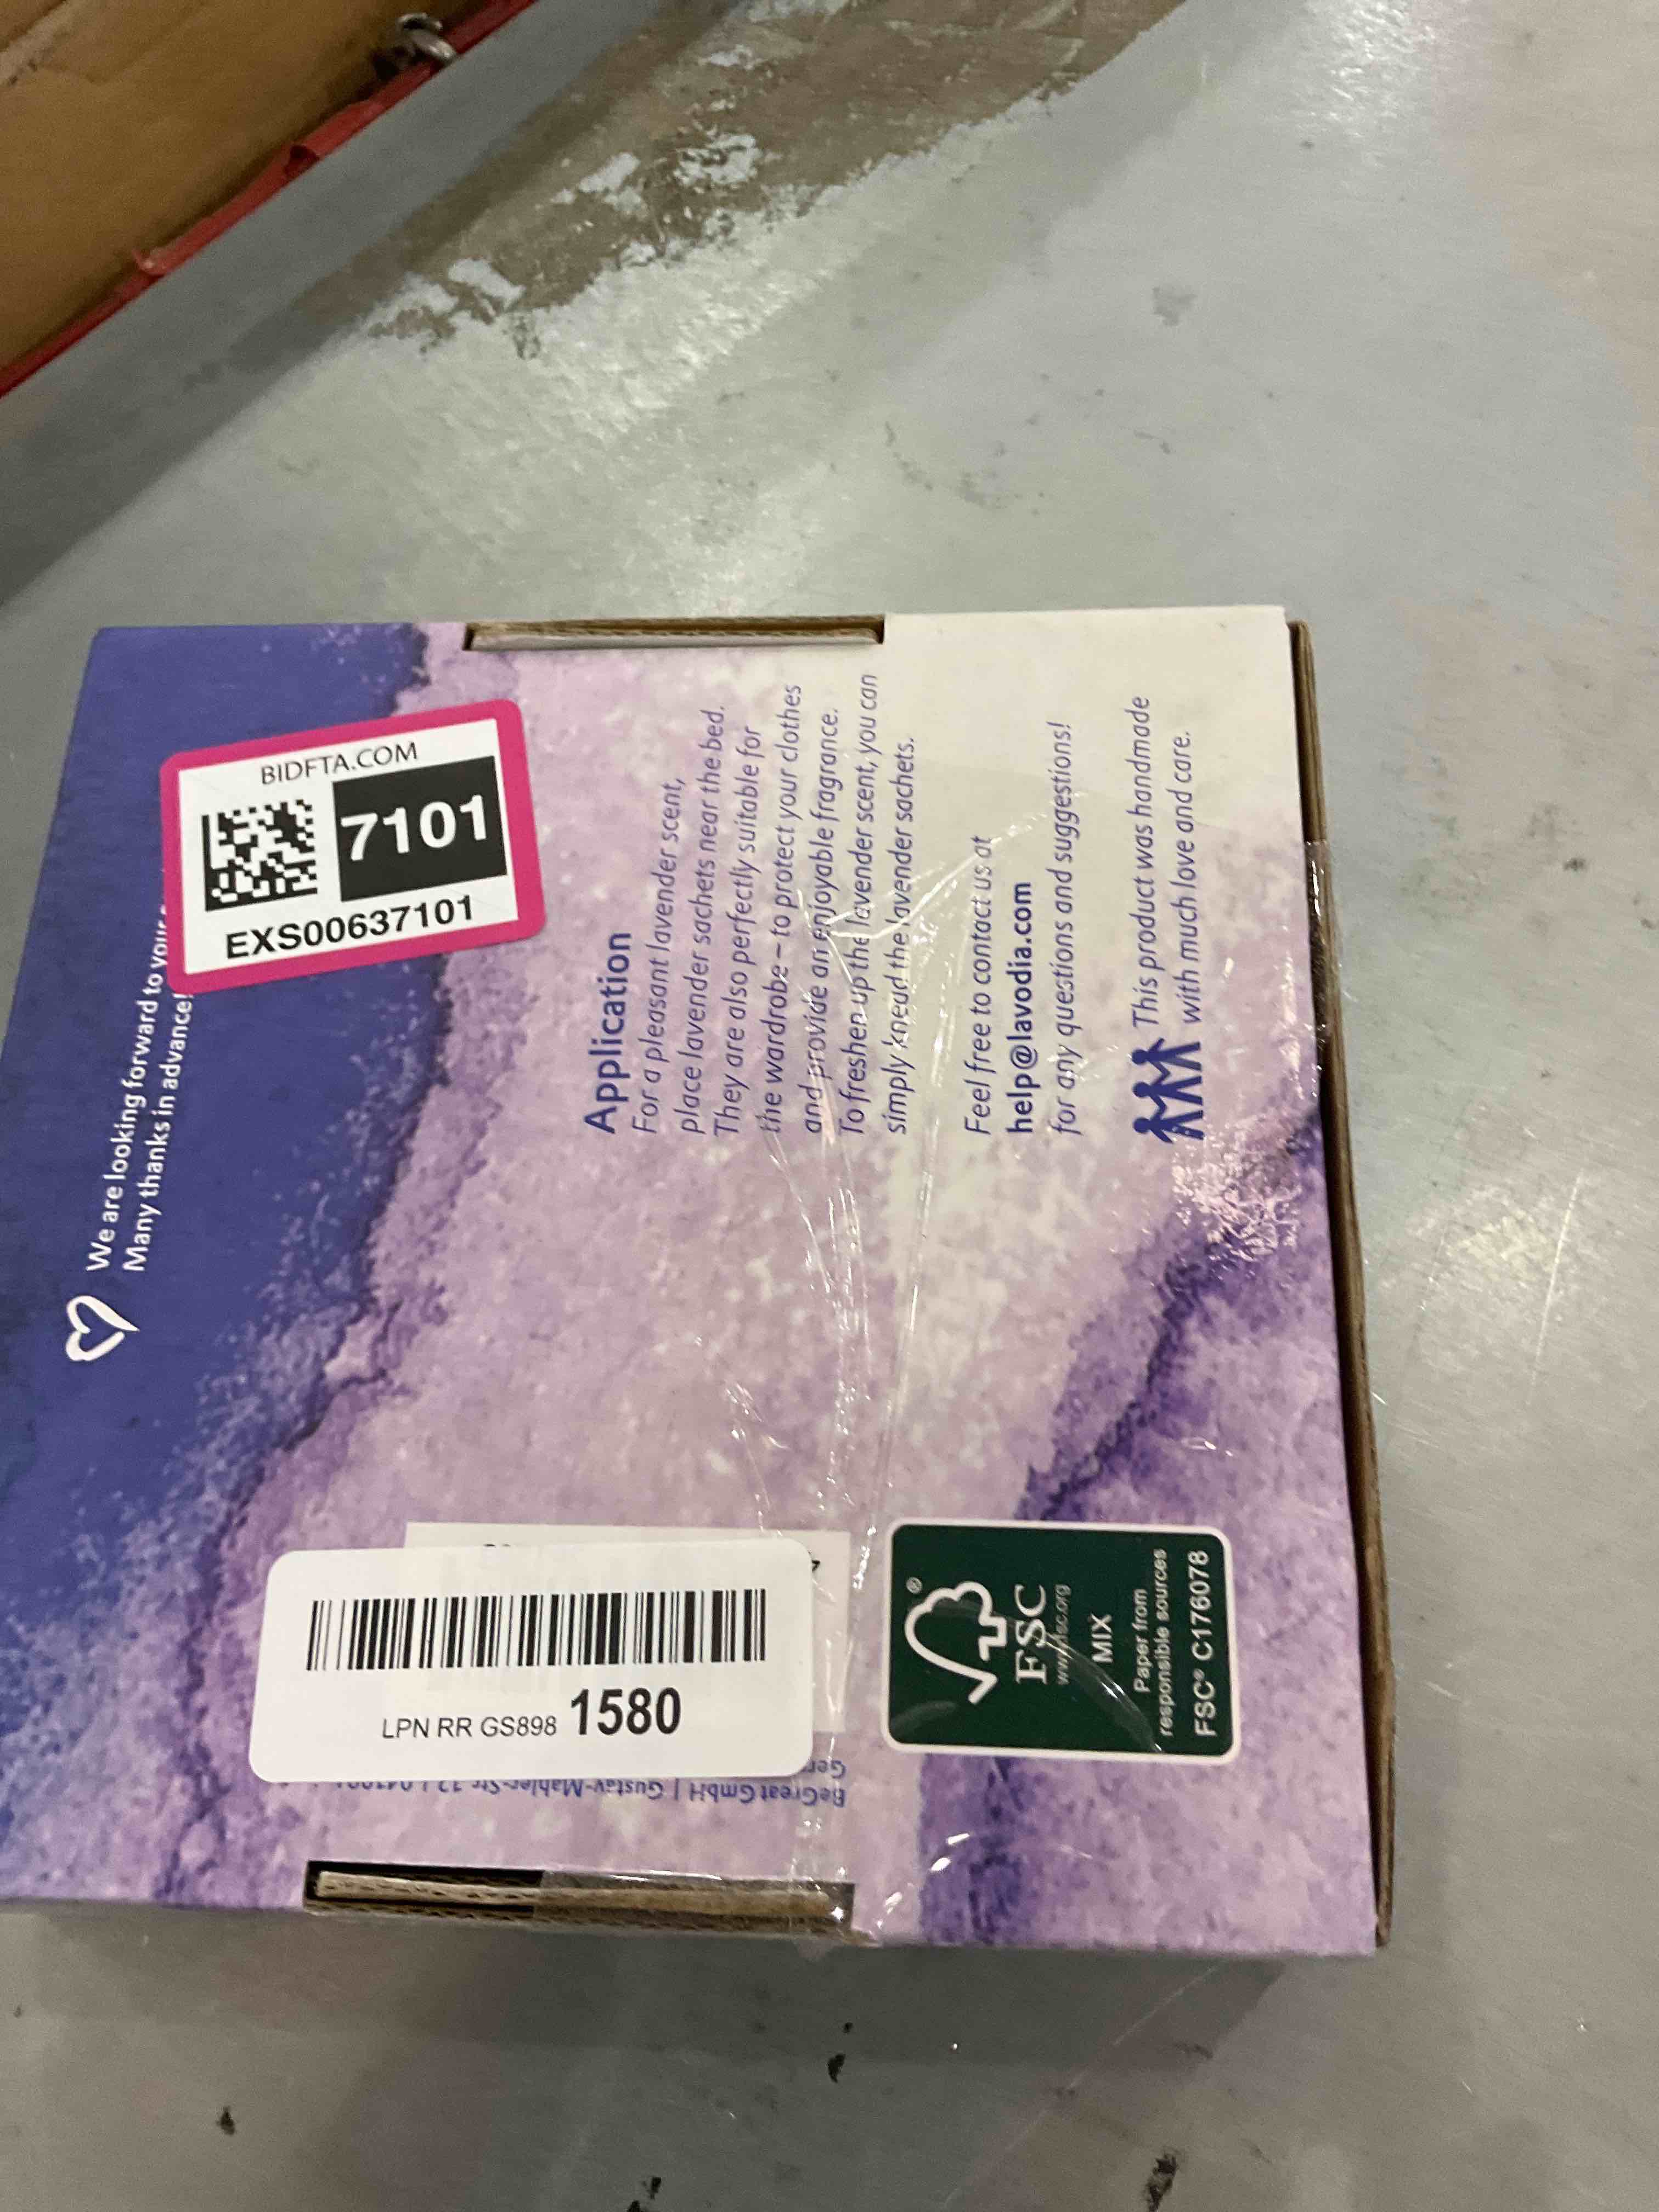 We are looking forward to your
Many thanks in advance!
BIDFTA.COM
7101
EXS00637101
Application
For a pleasant lavender scent,
place lavender sachets near the bed.
They are also perfectly suitable for
the wardrobe – to protect your clothes
and provide an enjoyable fragrance.
To freshen up the lavender scent, you can
simply knead the lavender sachets.
Feel free to contact us at
help@lavodia.com
for any questions and suggestions!
This product was handmade
with much love and care.
LPN RR GS898 1580
BeGreat GmbH | Gustav-Mahler-Str. 12 |
®
FSC
www.fsc.org
MIX
Paper from
responsible sources
FSC® C176078